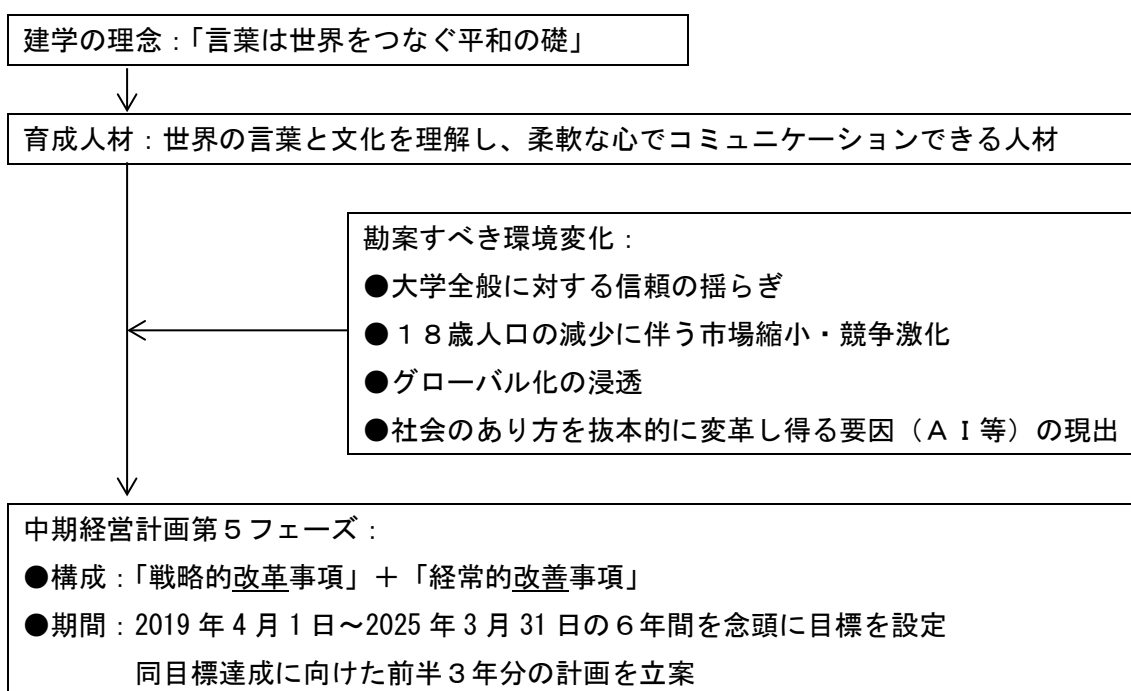 建学の理念：「言葉は世界をつなぐ平和の礎」
育成人材：世界の言葉と文化を理解し、柔軟な心でコミュニケーションできる人材
勘案すべき環境変化：
●大学全般に対する信頼の揺らぎ
●１８歳人口の減少に伴う市場縮小・競争激化
●グローバル化の浸透
●社会のあり方を抜本的に変革し得る要因（ＡＩ等）の現出
中期経営計画第５フェーズ：
●構成：「戦略的改革事項」＋「経常的改善事項」
●期間：2019 年 4 月 1 日～2025 年 3 月 31 日の６年間を念頭に目標を設定
同目標達成に向けた前半３年分の計画を立案